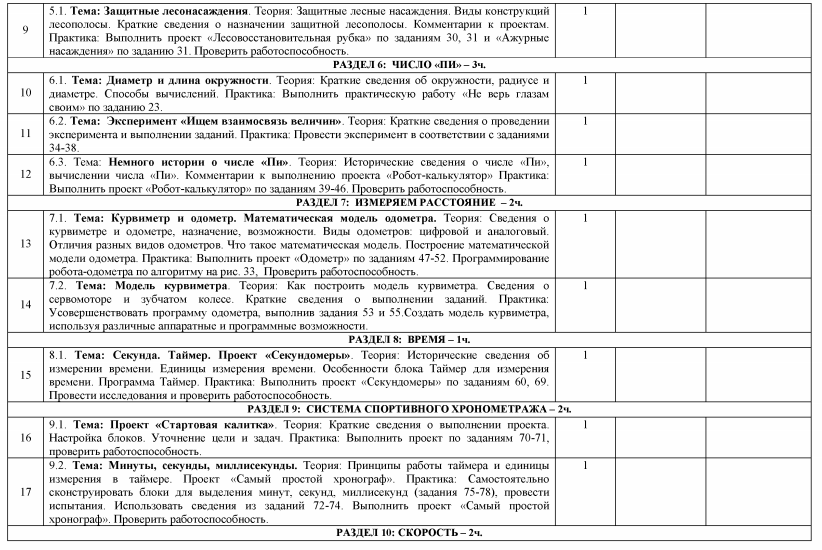 9
5.1. Тема: Защитные лесонасаждения. Теория: Защитные лесные насаждения. Виды конструкций
лесополосы. Краткие сведения о назначении защитной лесополосы. Комментарии к проектам.
Практика: Выполнить проект «Лесовосстановительная рубка» по заданиям 30, 31 и «Ажурные
насаждения» по заданию 31. Проверить работоспособность.
1
РАЗДЕЛ 6: ЧИСЛО «ПИ» – 3ч.
10
6.1. Тема: Диаметр и длина окружности. Теория: Краткие сведения об окружности, радиусе и
диаметре. Способы вычислений. Практика: Выполнить практическую работу «Не верь глазам
своим» по заданию 23.
1
11
6.2. Тема: Эксперимент «Ищем взаимосвязь величин». Теория: Краткие сведения о проведении
эксперимента и выполнении заданий. Практика: Провести эксперимент в соответствии с заданиями
34-38.
1
12
6.3. Тема: Немного истории о числе «Пи». Теория: Исторические сведения о числе «Пи»,
вычислении числа «Пи». Комментарии к выполнению проекта «Робот-калькулятор» Практика:
Выполнить проект «Робот-калькулятор» по заданиям 39-46. Проверить работоспособность.
1
РАЗДЕЛ 7: ИЗМЕРЯЕМ РАССТОЯНИЕ – 2ч.
13
7.1. Тема: Курвиметр и одометр. Математическая модель одометра. Теория: Сведения о
курвиметре и одометре, назначение, возможности. Виды одометров: цифровой и аналоговый.
Отличия разных видов одометров. Что такое математическая модель. Построение математической
модели одометра. Практика: Выполнить проект «Одометр» по заданиям 47-52. Программирование
робота-одометра по алгоритму на рис. 33, Проверить работоспособность.
1
14
7.2. Тема: Модель курвиметра. Теория: Как построить модель курвиметра. Сведения о
сервомоторе и зубчатом колесе. Краткие сведения о выполнении заданий. Практика:
Усовершенствовать программу одометра, выполнив задания 53 и 55.Создать модель курвиметра,
используя различные аппаратные и программные возможности.
1
РАЗДЕЛ 8: ВРЕМЯ – 1ч.
15
8.1. Тема: Секунда. Таймер. Проект «Секундомеры». Теория: Исторические сведения об
измерении времени. Единицы измерения времени. Особенности блока Таймер для измерения
времени. Программа Таймер. Практика: Выполнить проект «Секундомеры» по заданиям 60, 69.
Провести исследования и проверить работоспособность.
1
РАЗДЕЛ 9: СИСТЕМА СПОРТИВНОГО ХРОНОМЕТРАЖА – 2ч.
16
9.1. Тема: Проект «Стартовая калитка». Теория: Краткие сведения о выполнении проекта.
Настройка блоков. Уточнение цели и задач. Практика: Выполнить проект по заданиям 70-71,
проверить работоспособность.
1
17
9.2. Тема: Минуты, секунды, миллисекунды. Теория: Принципы работы таймера и единицы
измерения в таймере. Проект «Самый простой хронограф». Практика: Самостоятельно
сконструировать блоки для выделения минут, секунд, миллисекунд (задания 75-78), провести
испытания. Использовать сведения из заданий 72-74. Выполнить проект «Самый простой
хронограф». Проверить работоспособность.
1
РАЗДЕЛ 10: СКОРОСТЬ – 2ч.